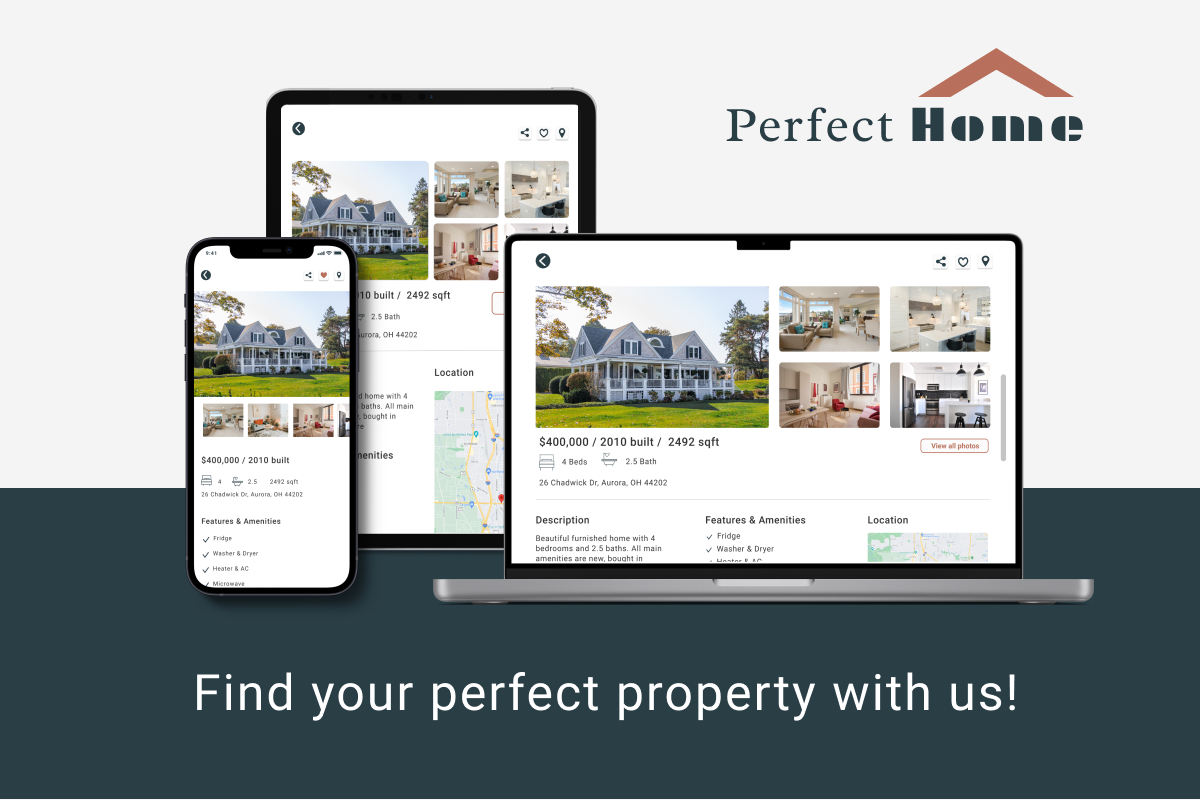 Perfect Home
010 built / 2492 sqft
2.5 Bath
urora, OH 44202
Location
d home with 4
baths. All main
, bought in
re
menities
9:41
$400,000 / 2010 built
4 2.5 2492 sqft
26 Chadwick Dr, Aurora, OH 44202
Features & Amenities
Fridge
Washer & Dryer
Heater & AC
Microwave
$400,000 / 2010 built / 2492 sqft
View all photos
4 Beds 2.5 Bath
26 Chadwick Dr, Aurora, OH 44202
Description
Beautiful furnished home with 4
bedrooms and 2.5 baths. All main
amenities are new, bought in
Features & Amenities
Fridge
Washer & Dryer
Heater & AC
Location
Find your perfect property with us!